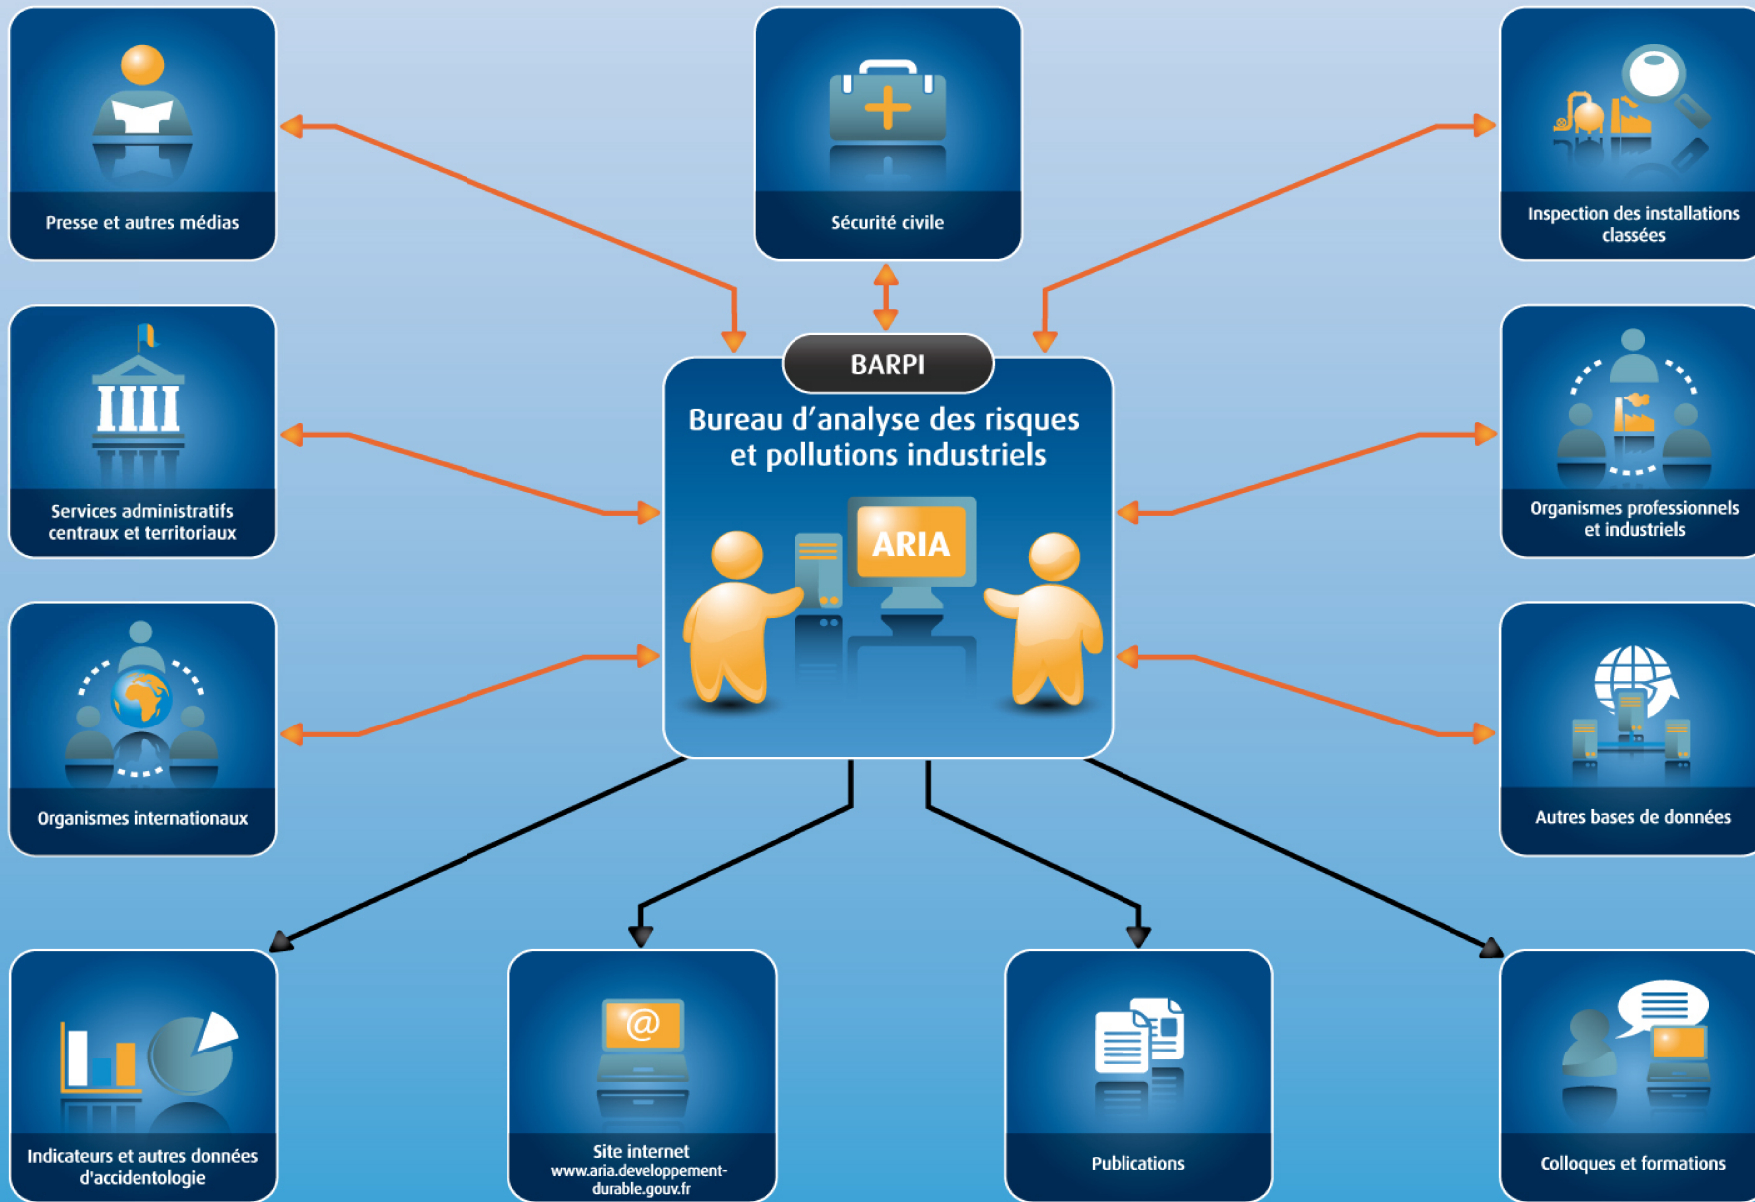 Presse et autres médias
Sécurité civile
Inspection des installations
classées
BARPI
Bureau d'analyse des risques
et pollutions industriels
ARIA
Services administratifs
centraux et territoriaux
Organismes professionnels
et industriels
Organismes internationaux
Autres bases de données
Indicateurs et autres données
d'accidentologie
@
Site internet
www.aria.developpement-
durable.gouv.fr
Publications
Colloques et formations